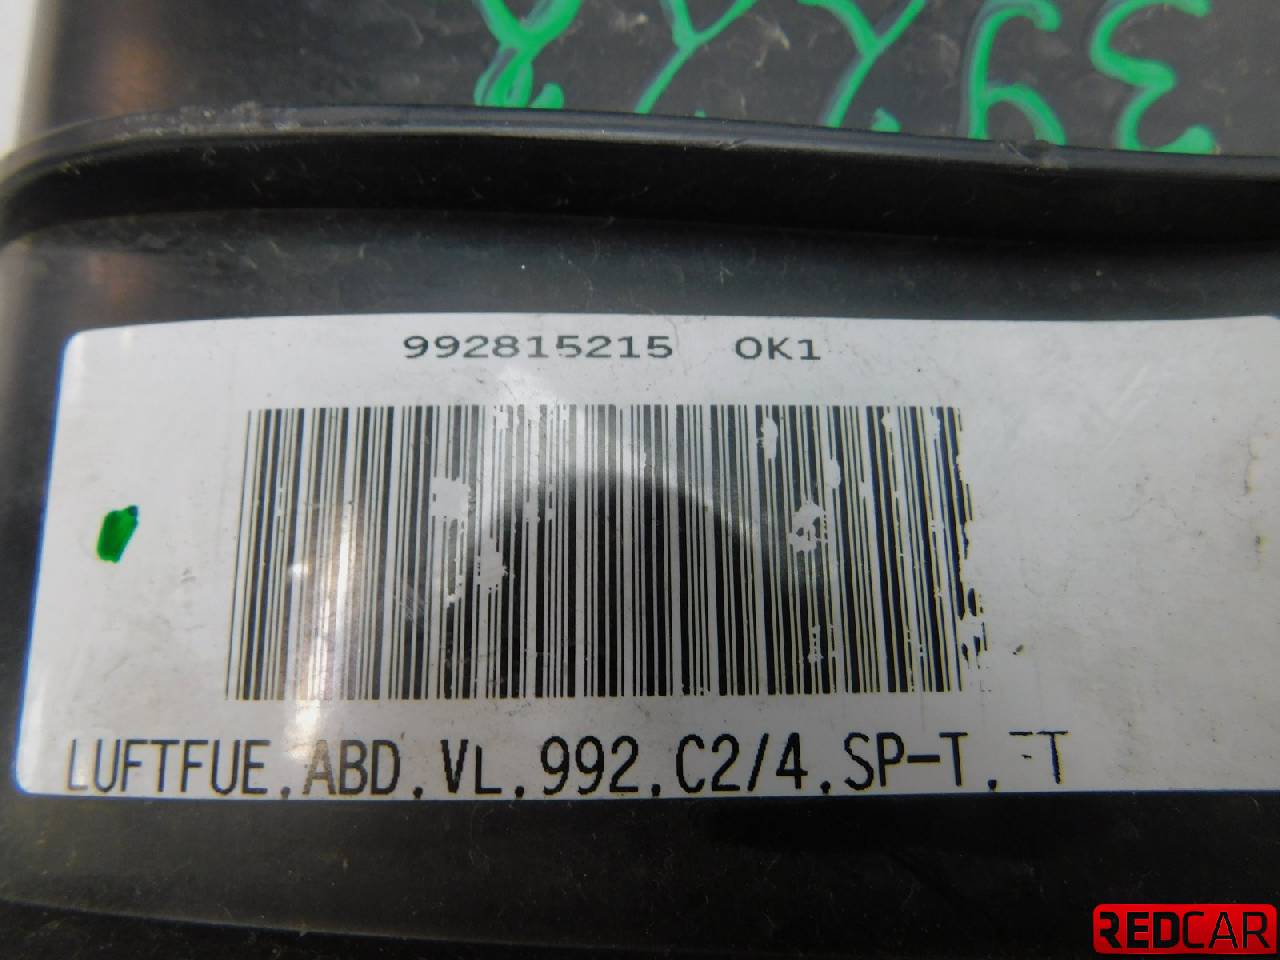 992815215 OK1
LUFTFUE.ABD.VL.992.C2/4.SP-T.
REDCAR